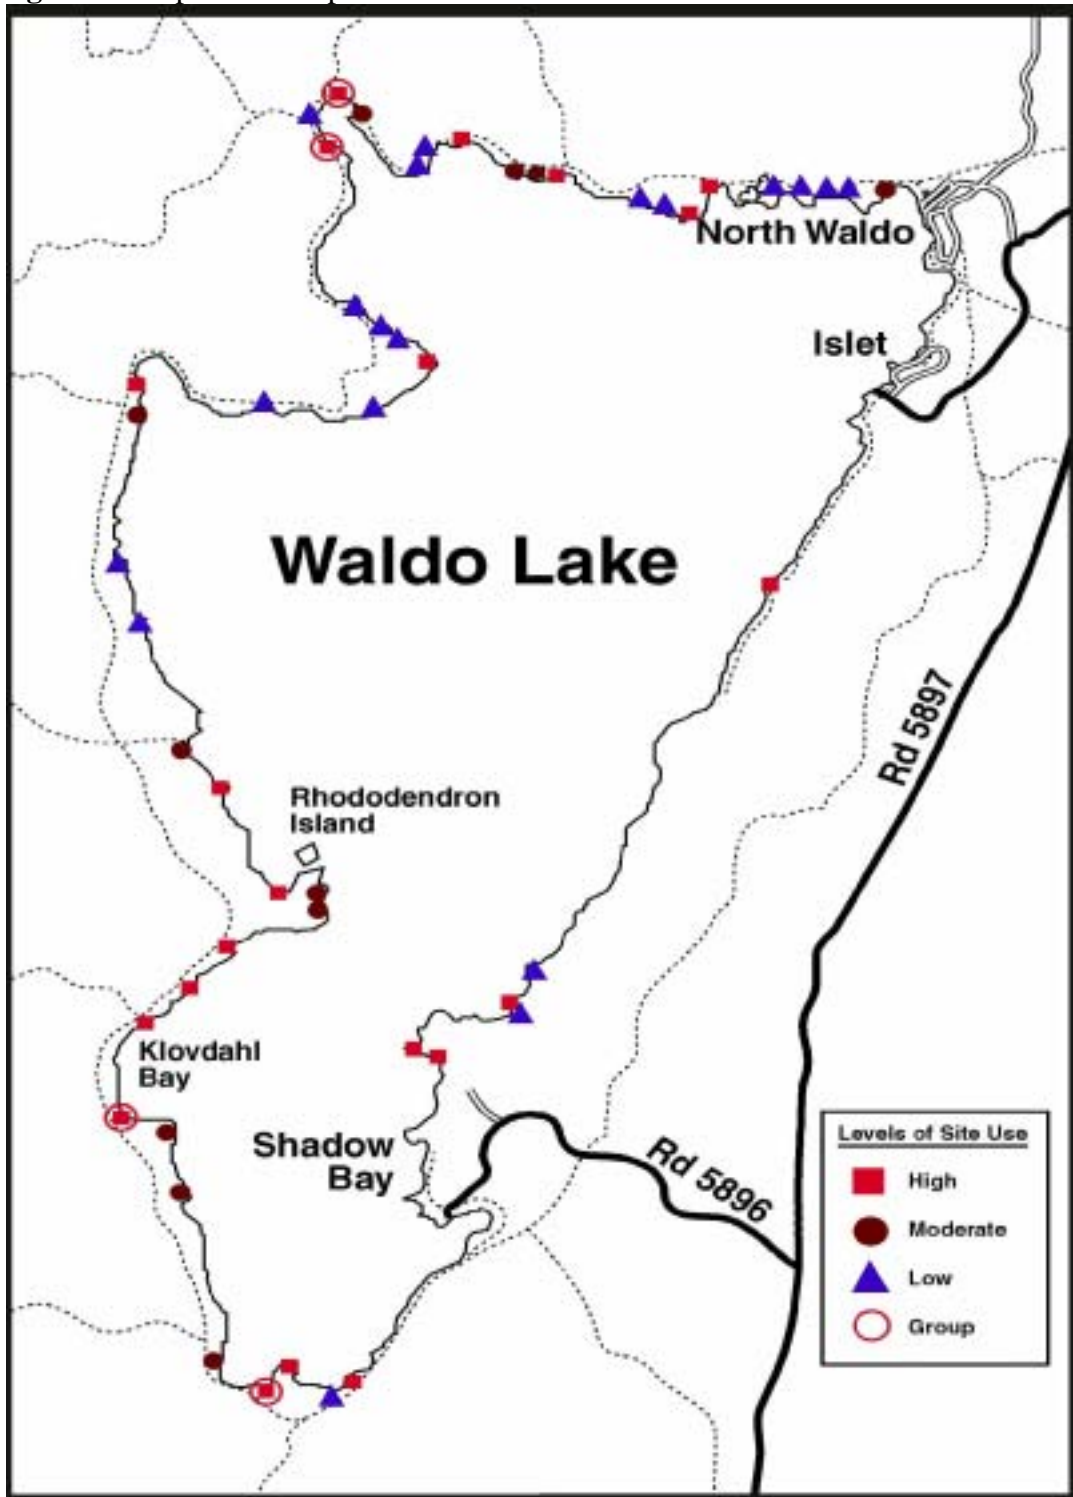 North Waldo
Islet
Waldo Lake
Rd 5897
Rhododendron
Island
Klovdahl
Bay
Shadow
Bay
Rd 5896
Levels of Site Use
High
Moderate
Low
Group